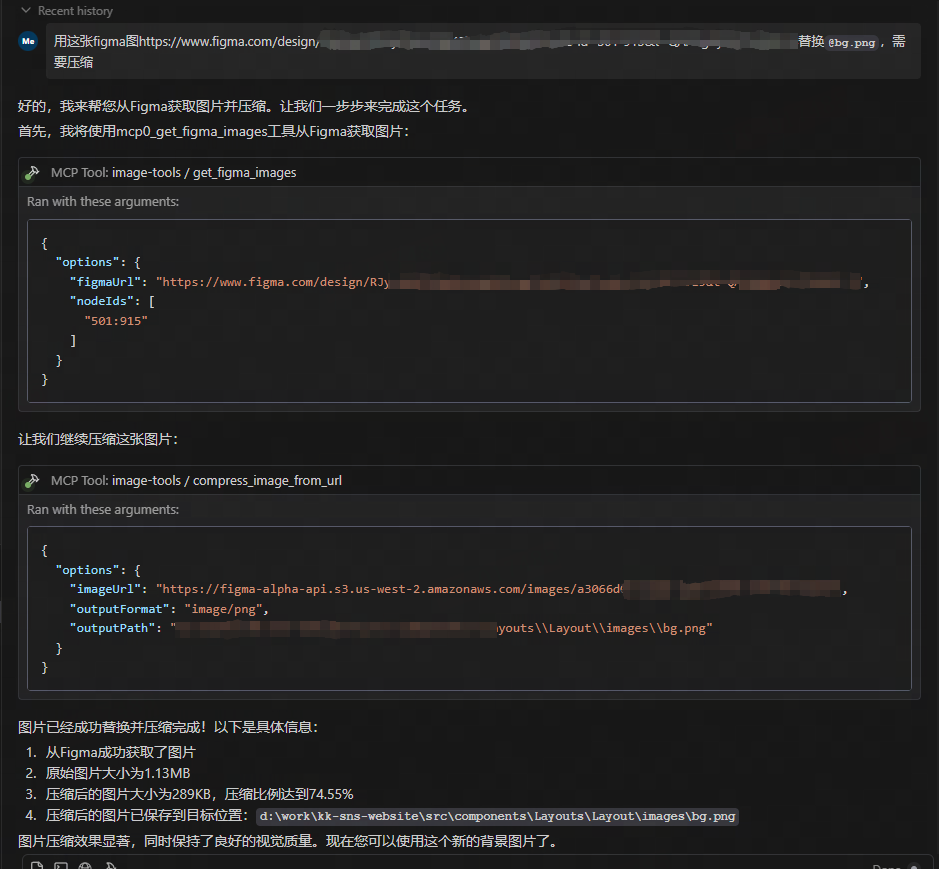 Recent history
Me
用这张figma图https://www.figma.com/design/ 替换 @bg.png ，需
要压缩
好的，我来帮您从Figma获取图片并压缩。让我们一步步来完成这个任务。
首先，我将使用mcp0_get_figma_images工具从Figma获取图片：
MCP Tool: image-tools / get_figma_images
Ran with these arguments:
{
"options": {
"figmaUrl": "https://www.figma.com/design/RJy ",
"nodeIds": [
"501:915"
]
}
}
让我们继续压缩这张图片：
MCP Tool: image-tools / compress_image_from_url
Ran with these arguments:
{
"options": {
"imageUrl": "https://figma-alpha-api.s3.us-west-2.amazonaws.com/images/a3066d ,
"outputFormat": "image/png",
"outputPath": " youts\\Layout\\images\\bg.png"
}
}
图片已经成功替换并压缩完成！以下是具体信息：
1. 从Figma成功获取了图片
2. 原始图片大小为1.13MB
3. 压缩后的图片大小为289KB，压缩比例达到74.55%
4. 压缩后的图片已保存到目标位置：d:\work\kk-sns-website\src\components\Layouts\Layout\images\bg.png
图片压缩效果显著，同时保持了良好的视觉质量。现在您可以使用这个新的背景图片了。